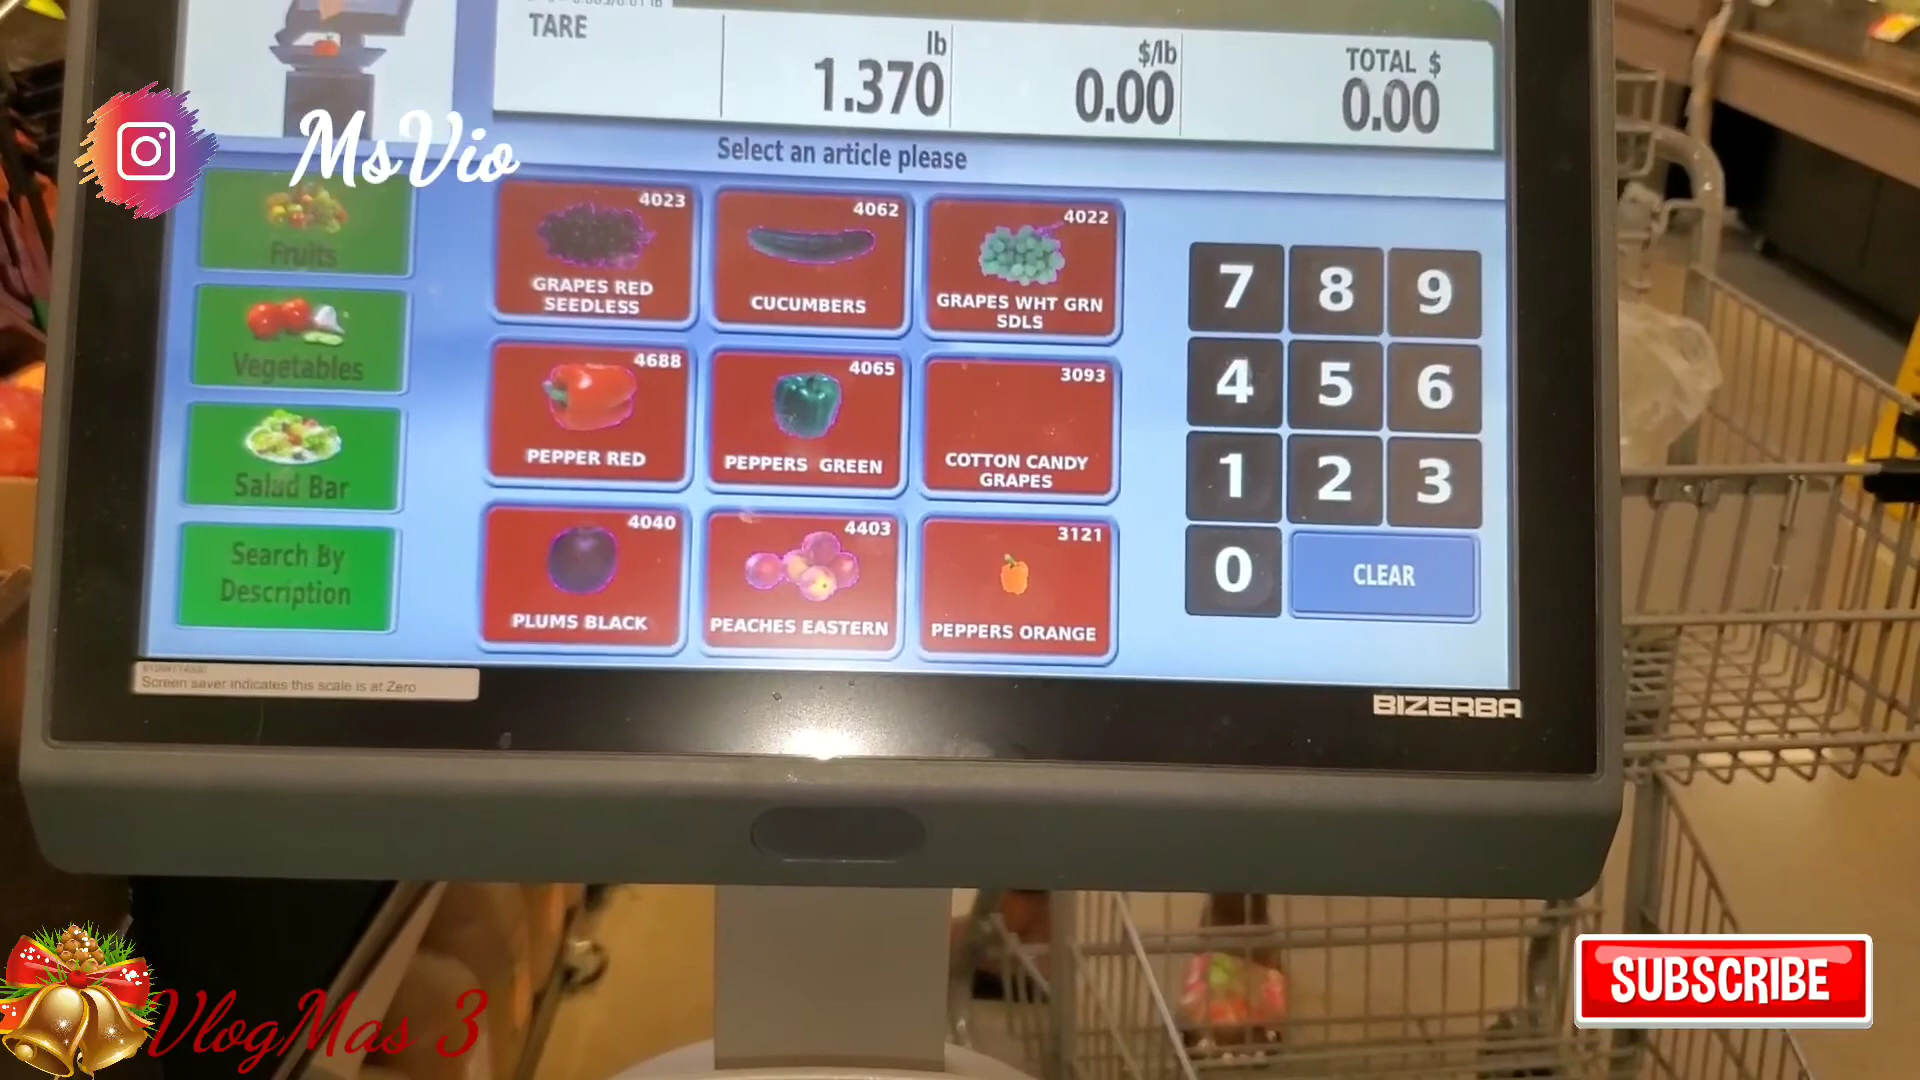 TARE
lb
1.370
$/lb
0.00
TOTAL $
0.00
MsVio
Select an article please
Fruits
Vegetables
Salad Bar
Search By
Description
4023
GRAPES RED
SEEDLESS
4062
CUCUMBERS
4022
GRAPES WHT GRN
SDLS
4688
PEPPER RED
4065
PEPPERS GREEN
3093
COTTON CANDY
GRAPES
4040
PLUMS BLACK
4403
PEACHES EASTERN
3121
PEPPERS ORANGE
7 8 9
4 5 6
1 2 3
0 CLEAR
Screen saver indicates this scale is at Zero
BIZERBA
VlogMas 3
SUBSCRIBE